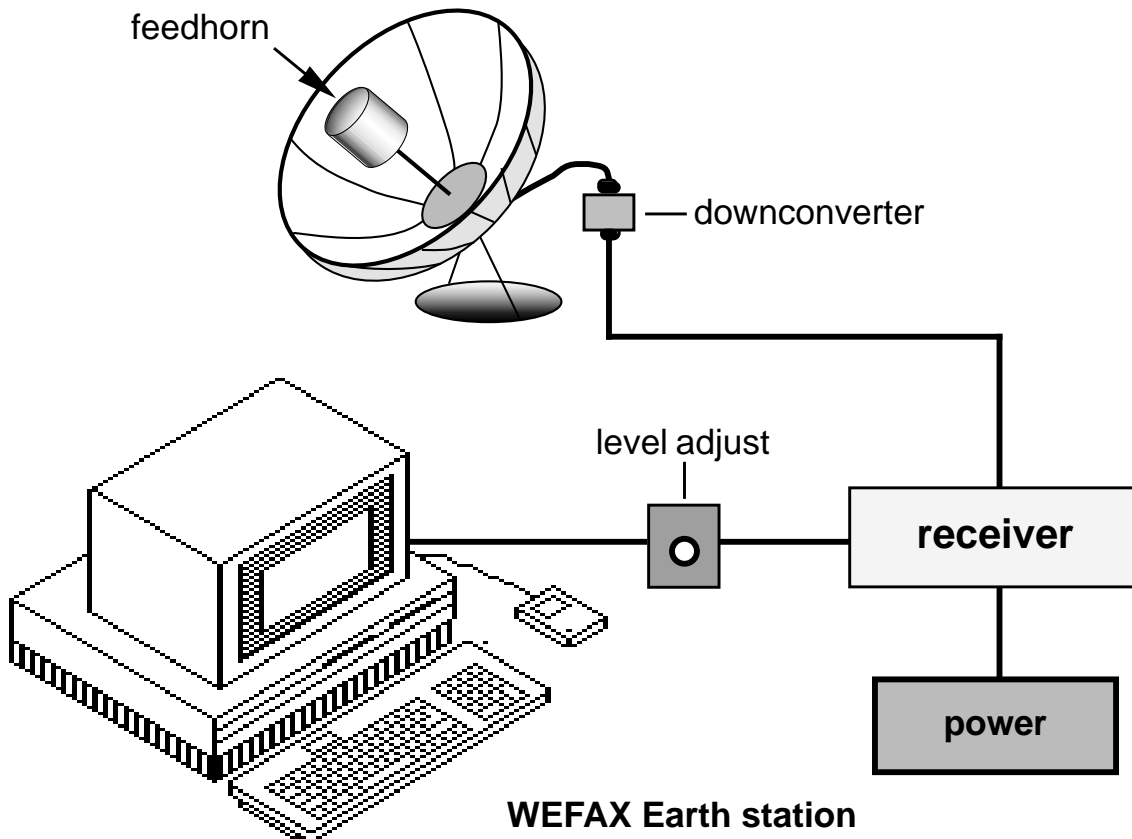 feedhorn
downconverter
level adjust
receiver
power
WEFAX Earth station